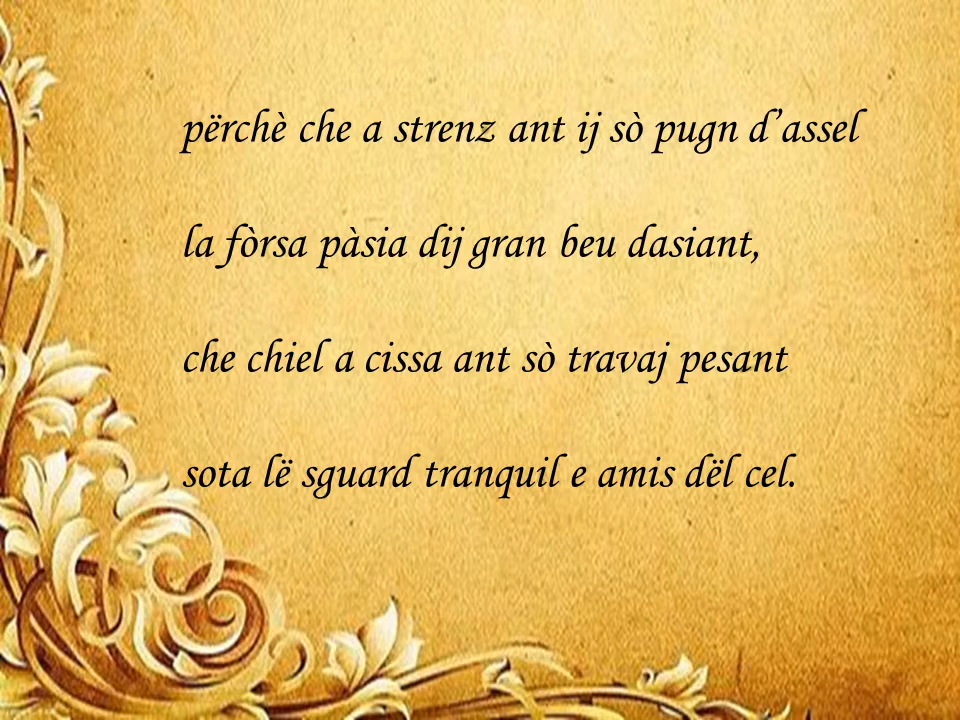 përchè che a strenz ant ij sò pugn d’assel
la fòrsa pàsia dij gran beu dasiant,
che chiel a cissa ant sò travaj pesant
sota lë sguard tranquil e amis dël cel.